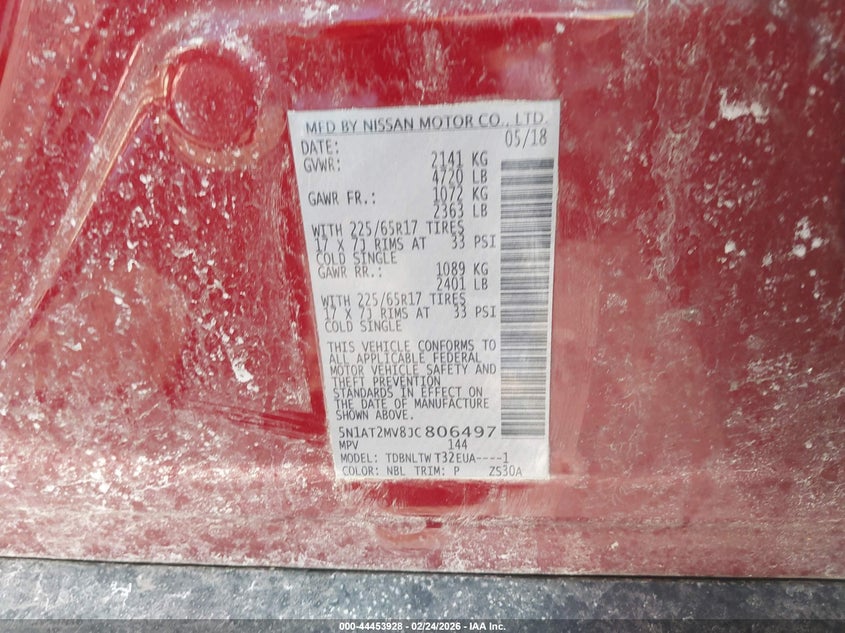 MFD BY NISSAN MOTOR CO., LTD.
DATE: 05/18
GVWR: 2141 KG
4720 LB
GAWR FR.: 1072 KG
2363 LB
WITH 225/65R17 TIRES
17 X 7J RIMS AT 33 PSI
COLD SINGLE
GAWR RR.: 1089 KG
2401 LB
WITH 225/65R17 TIRES
17 X 7J RIMS AT 33 PSI
COLD SINGLE
THIS VEHICLE CONFORMS TO
ALL APPLICABLE FEDERAL
MOTOR VEHICLE SAFETY AND
THEFT PREVENTION
STANDARDS IN EFFECT ON
THE DATE OF MANUFACTURE
SHOWN ABOVE.
5N1AT2MV8JC806497
MPV 144
MODEL: TDBNLTW T32EUA----1
COLOR: NBL TRIM: P ZS30A
000-44453928 - 02/24/2026 - IAA Inc.